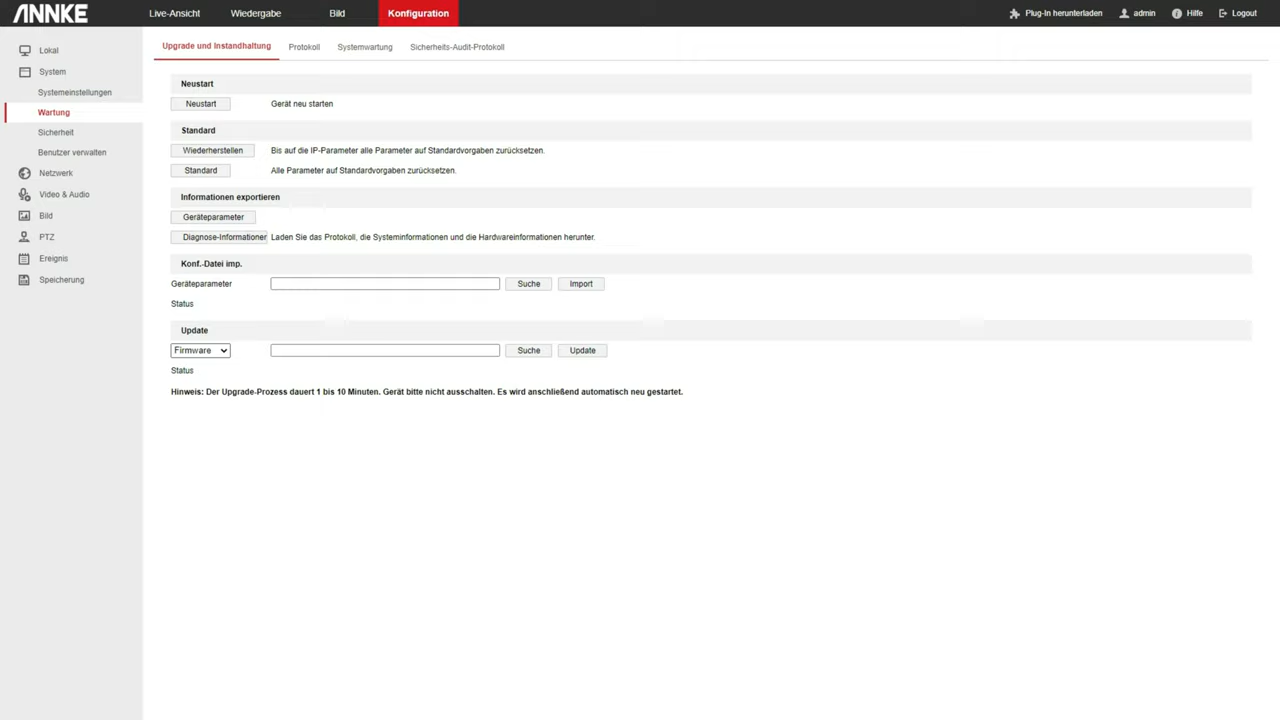 ANNKE Live-Ansicht Wiedergabe Bild Konfiguration Plug-In herunterladen admin Hilfe Logout
Lokal
System
Systemeinstellungen
Wartung
Sicherheit
Benutzer verwalten
Netzwerk
Video & Audio
Bild
PTZ
Ereignis
Speicherung
Upgrade und Instandhaltung Protokoll Systemwartung Sicherheits-Audit-Protokoll
Neustart
Neustart Gerät neu starten
Standard
Wiederherstellen Bis auf die IP-Parameter alle Parameter auf Standardvorgaben zurücksetzen.
Standard Alle Parameter auf Standardvorgaben zurücksetzen.
Informationen exportieren
Geräteparameter
Diagnose-Informationen Laden Sie das Protokoll, die Systeminformationen und die Hardwareinformationen herunter.
Konf.-Datei imp.
Geräteparameter Suche Import
Status
Update
Firmware Suche Update
Status
Hinweis: Der Upgrade-Prozess dauert 1 bis 10 Minuten. Gerät bitte nicht ausschalten. Es wird anschließend automatisch neu gestartet.